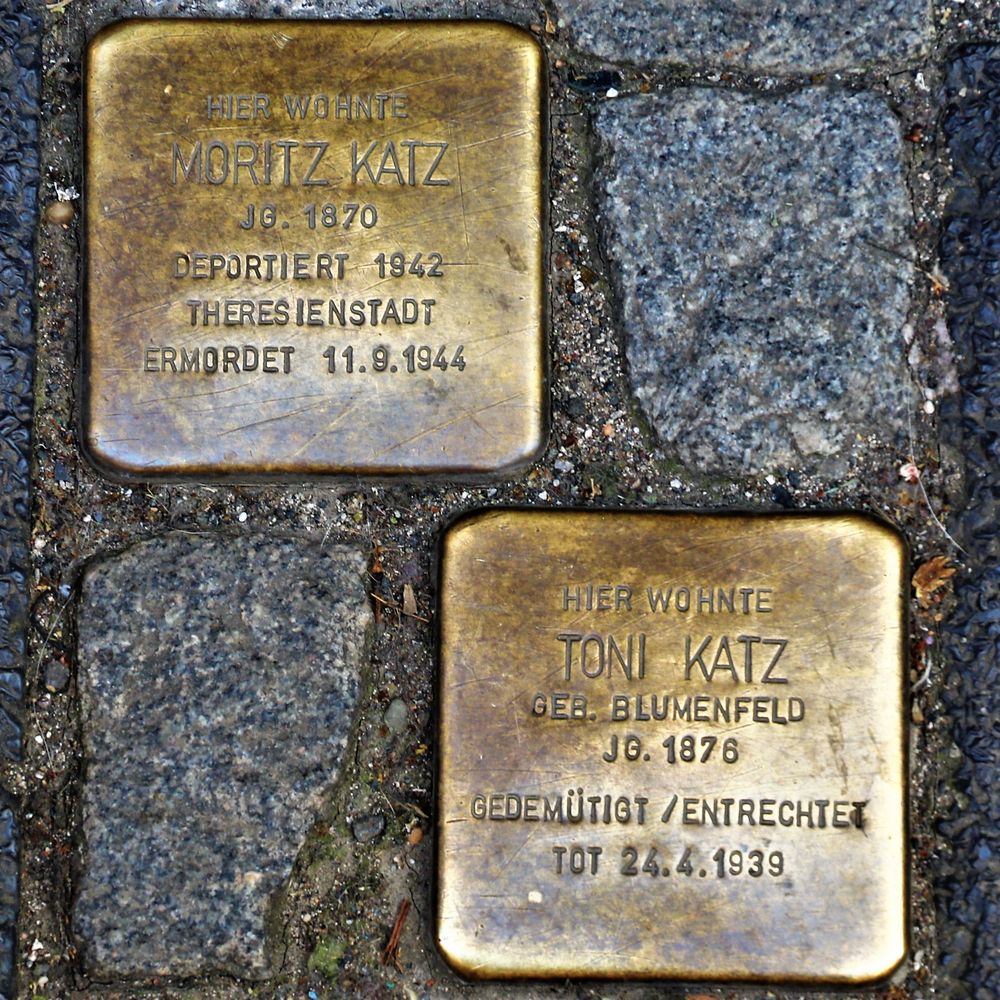 HIER WOHNTE
MORITZ KATZ
JG. 1870
DEPORTIERT 1942
THERESIENSTADT
ERMORDET 11.9.1944
HIER WOHNTE
TONI KATZ
GEB. BLUMENFELD
JG. 1876
GEDEMÜTIGT / ENTRECHTET
TOT 24.4.1939